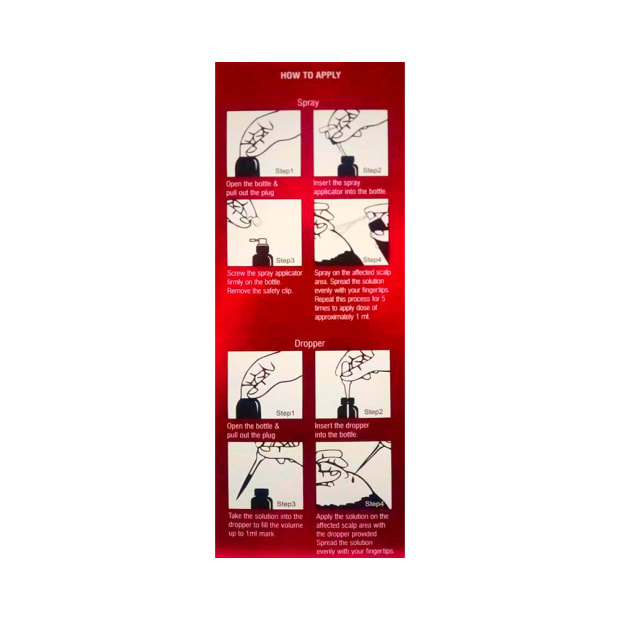 HOW TO APPLY
Spray
Step1
Step2
Open the bottle &
pull out the plug
Insert the spray
applicator into the bottle.
Step3
Step4
Screw the spray applicator
firmly on the bottle.
Remove the safety clip.
Spray on the affected scalp
area. Spread the solution
evenly with your fingertips.
Repeat this process for 5
times to apply dose of
approximately 1 ml.
Dropper
Step1
Step2
Open the bottle &
pull out the plug
Insert the dropper
into the bottle.
Step3
Step4
Take the solution into the
dropper to fill the volume
up to 1ml mark.
Apply the solution on the
affected scalp area with
the dropper provided
Spread the solution
evenly with your fingertips.